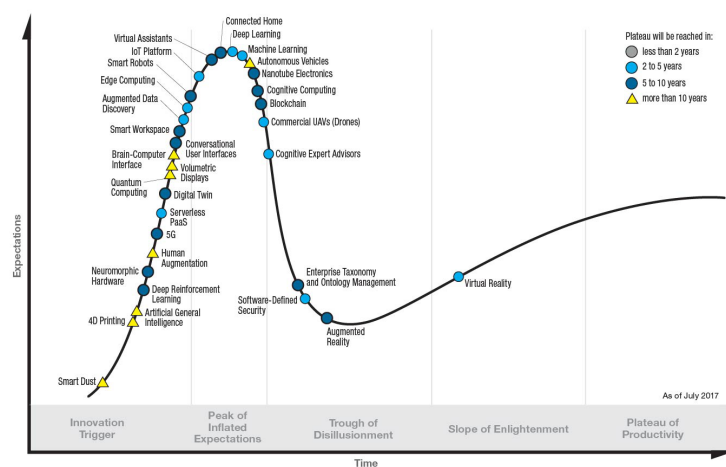 Connected Home
Deep Learning
Virtual Assistants
Machine Learning
IoT Platform
Autonomous Vehicles
Smart Robots
Nanotube Electronics
Edge Computing
Cognitive Computing
Augmented Data
Discovery
Blockchain
Commercial UAVs (Drones)
Smart Workspace
Conversational
User Interfaces
Brain-Computer
Interface
Cognitive Expert Advisors
Volumetric
Displays
Quantum
Computing
Digital Twin
Serverless
PaaS
5G
Human
Augmentation
Neuromorphic
Hardware
Deep Reinforcement
Learning
Artificial General
Intelligence
4D Printing
Smart Dust
Enterprise Taxonomy
and Ontology Management
Software-Defined
Security
Augmented
Reality
Virtual Reality
Plateau will be reached in:
less than 2 years
2 to 5 years
5 to 10 years
more than 10 years
Expectations
As of July 2017
Innovation
Trigger
Peak of
Inflated
Expectations
Trough of
Disillusionment
Slope of Enlightenment
Plateau of
Productivity
Time